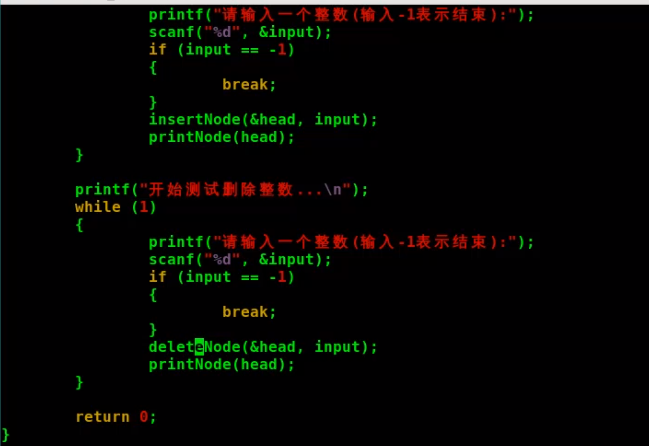 printf("请输入一个整数(输入-1表示结束):");
scanf("%d", &input);
if (input == -1)
{
break;
}
insertNode(&head, input);
printNode(head);
}
printf("开始测试删除整数...\n");
while (1)
{
printf("请输入一个整数(输入-1表示结束):");
scanf("%d", &input);
if (input == -1)
{
break;
}
deleteNode(&head, input);
printNode(head);
}
return 0;
}